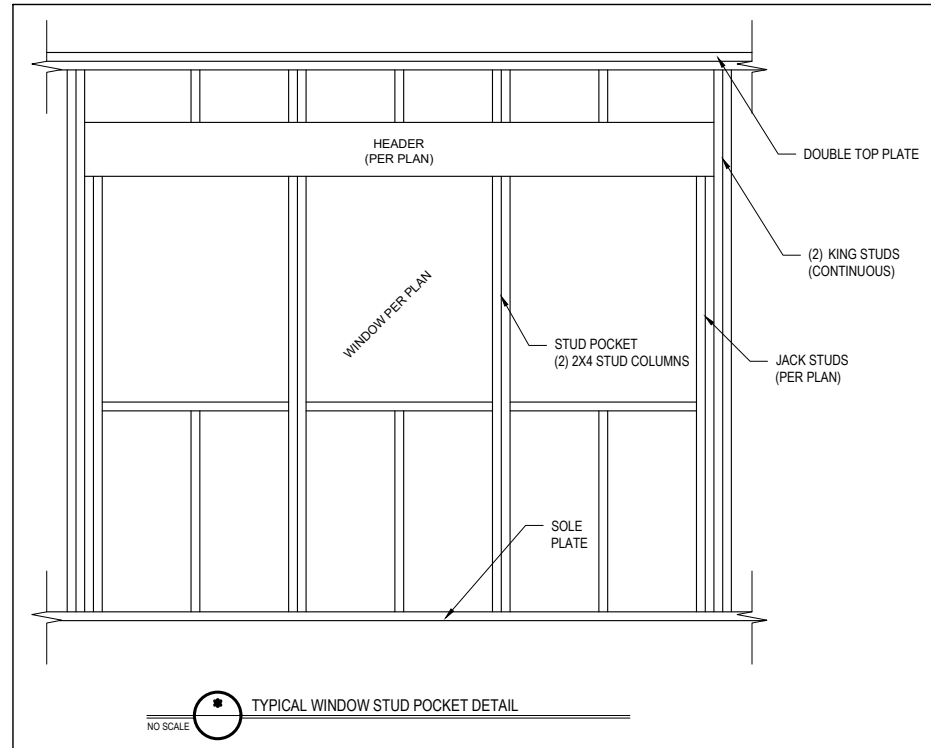 HEADER
(PER PLAN)
DOUBLE TOP PLATE
(2) KING STUDS
(CONTINUOUS)
WINDOW PER PLAN
STUD POCKET
(2) 2X4 STUD COLUMNS
JACK STUDS
(PER PLAN)
SOLE
PLATE
*
TYPICAL WINDOW STUD POCKET DETAIL
NO SCALE